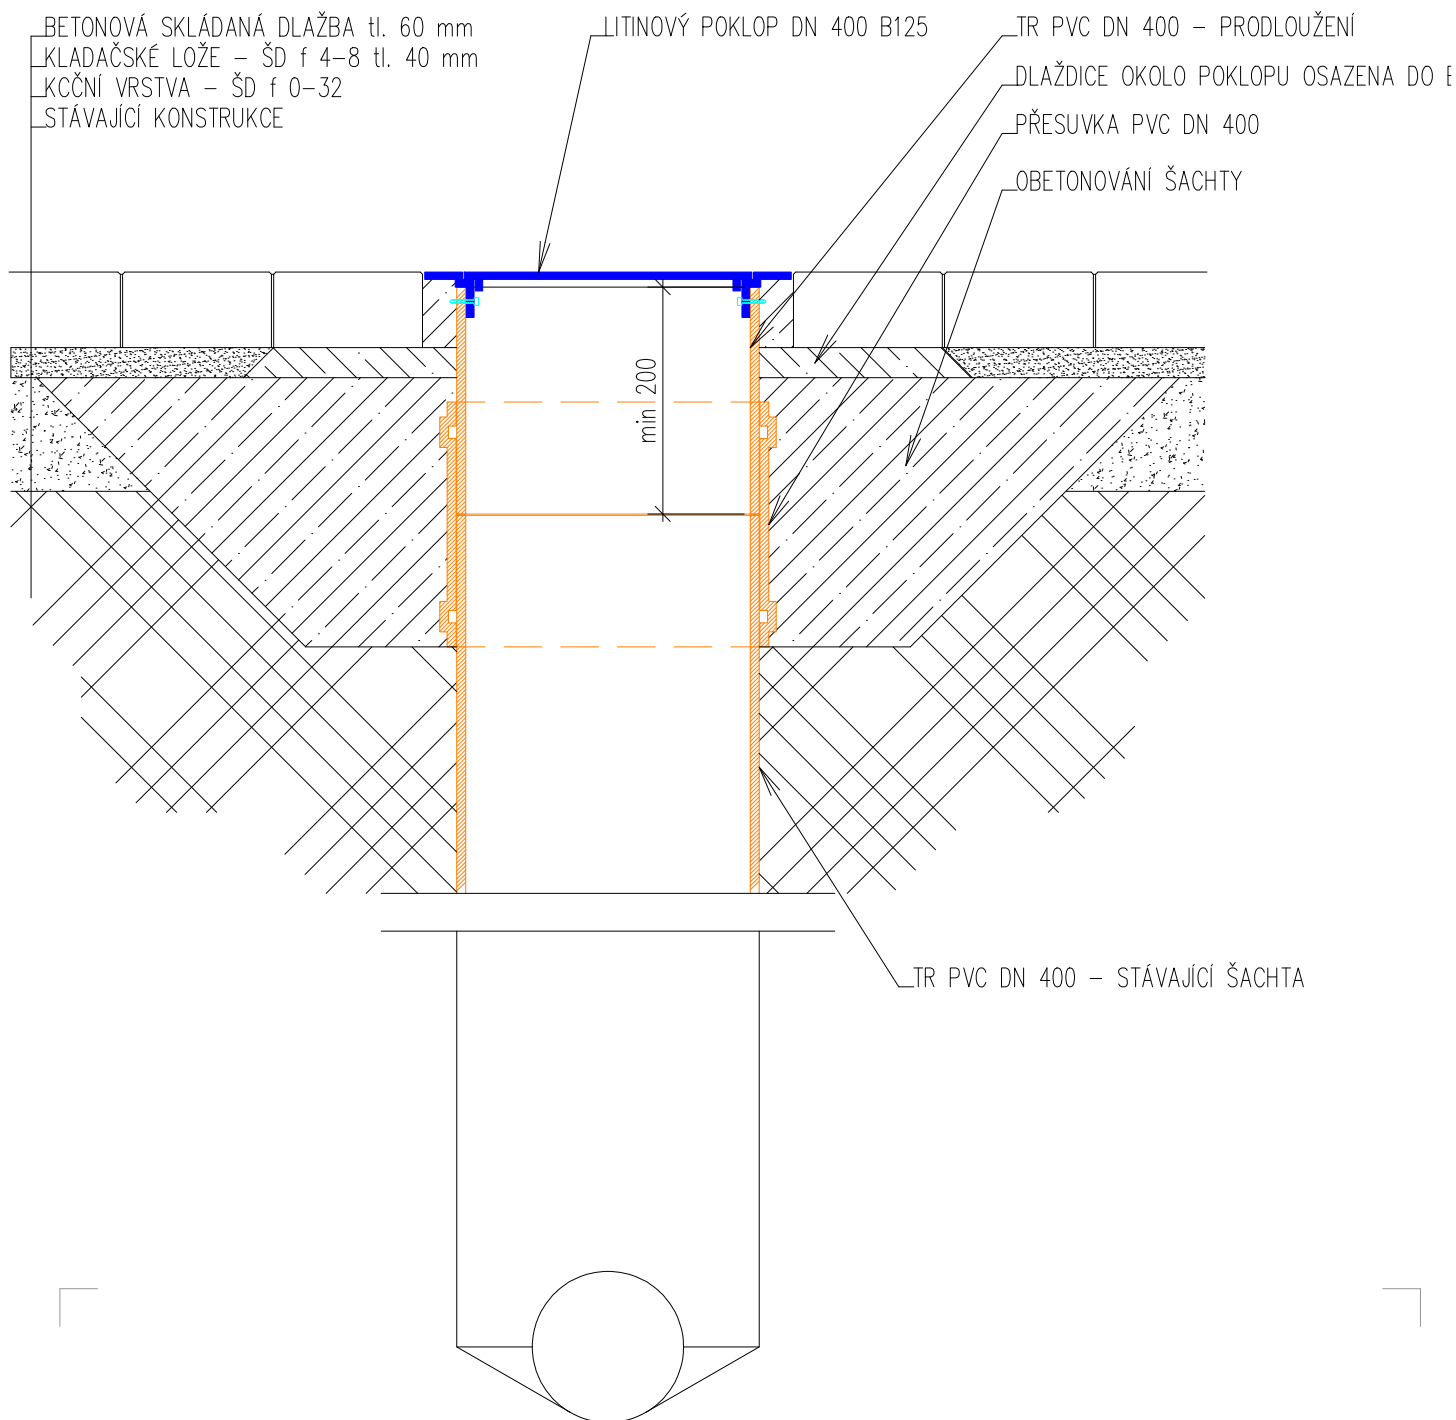 BETONOVÁ SKLÁDANÁ DLAŽBA tl. 60 mm
KLADAČSKÉ LOŽE – ŠD f 4–8 tl. 40 mm
KCČNÍ VRSTVA – ŠD f 0–32
STÁVAJÍCÍ KONSTRUKCE
LITINOVÝ POKLOP DN 400 B125
TR PVC DN 400 – PRODLOUŽENÍ
DLAŽDICE OKOLO POKLOPU OSAZENA DO
PŘESUVKA PVC DN 400
OBETONOVÁNÍ ŠACHTY
min 200
TR PVC DN 400 – STÁVAJÍCÍ ŠACHTA